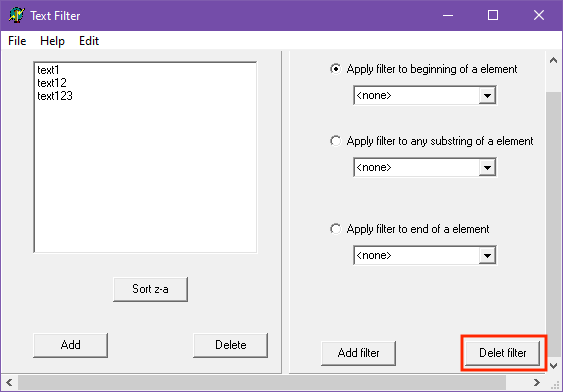 Text Filter
File Help Edit
text1
text12
text123
Sort z-a
Add
Delete
Apply filter to beginning of a element
<none>
Apply filter to any substring of a element
<none>
Apply filter to end of a element
<none>
Add filter
Delet filter